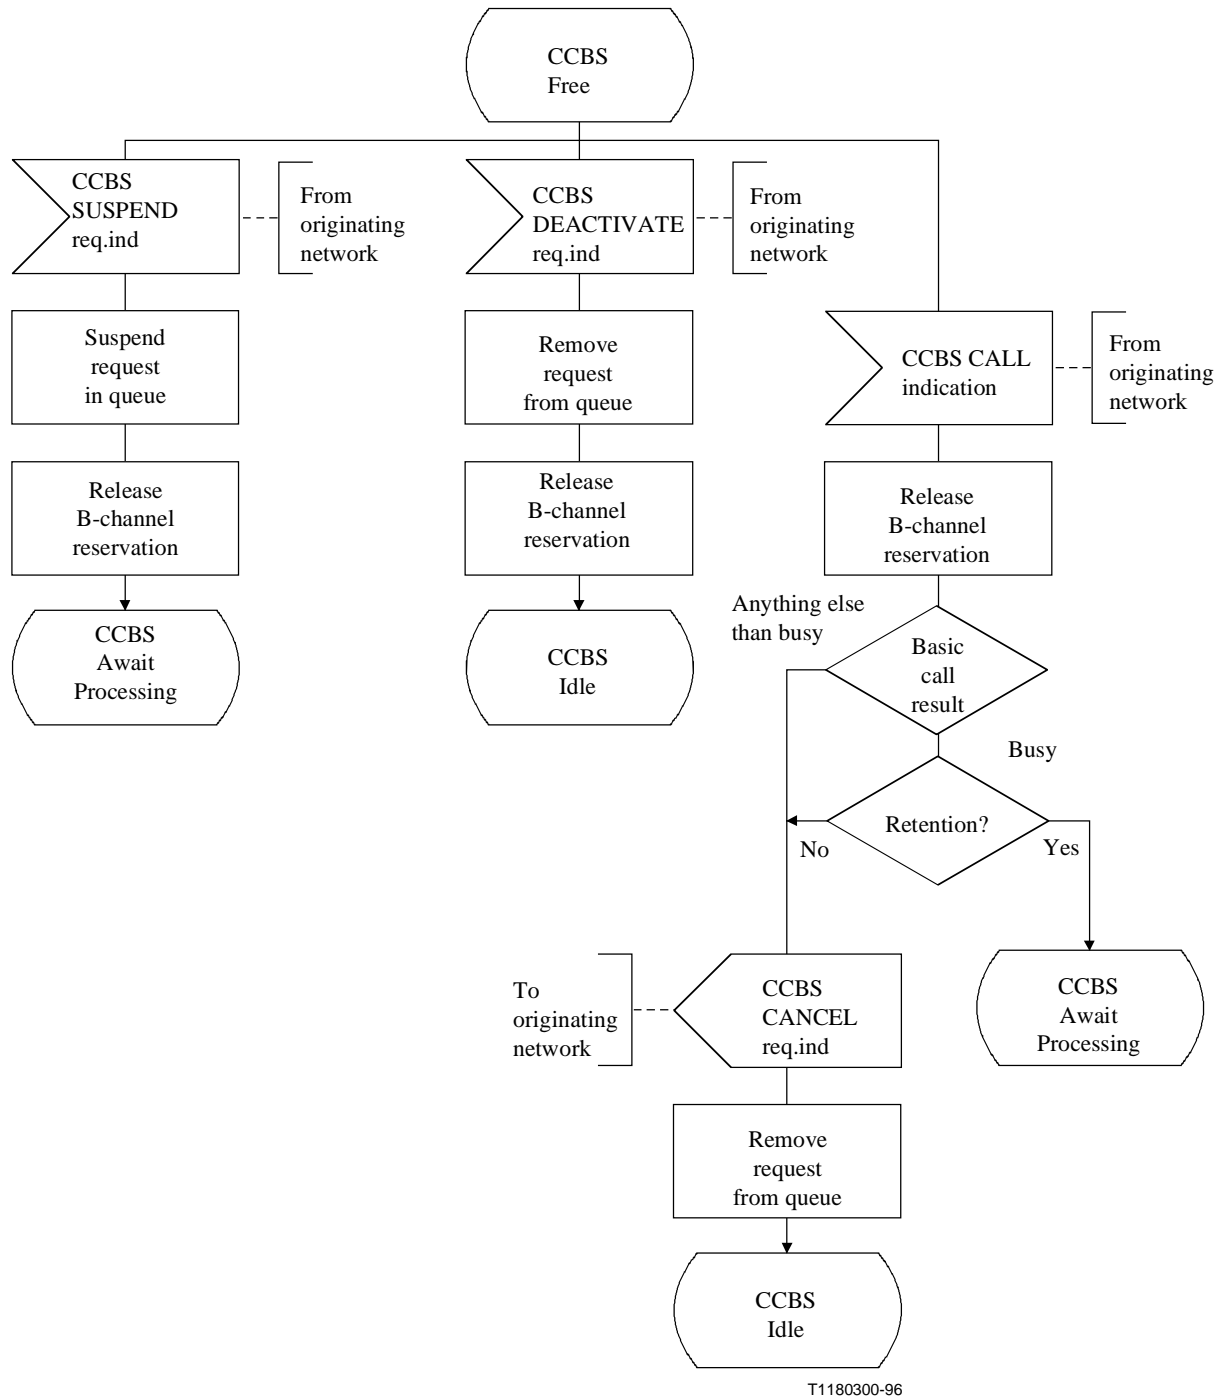 CCBS
Free
CCBS
SUSPEND
req.ind
From
originating
network
CCBS
DEACTIVATE
req.ind
From
originating
network
Suspend
request
in queue
Remove
request
from queue
CCBS CALL
indication
From
originating
network
Release
B-channel
reservation
Release
B-channel
reservation
Release
B-channel
reservation
CCBS
Await
Processing
CCBS
Idle
Anything else
than busy
Basic
call
result
Busy
Retention?
No
Yes
To
originating
network
CCBS
CANCEL
req.ind
CCBS
Await
Processing
Remove
request
from queue
CCBS
Idle
T1180300-96